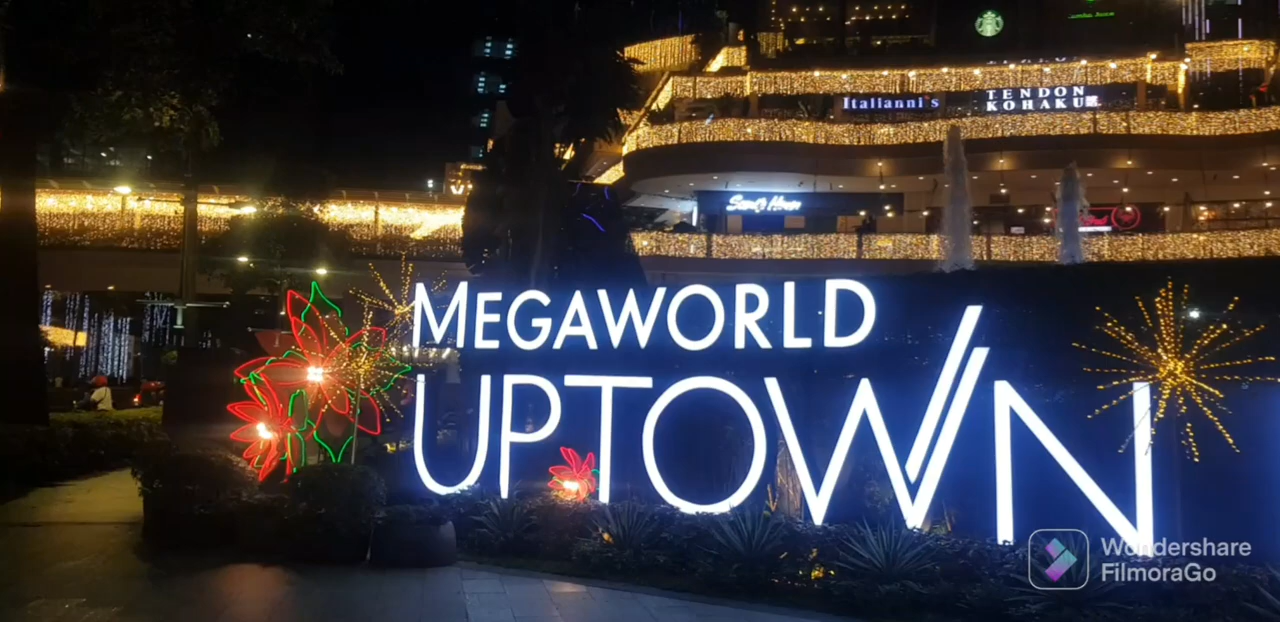 Italianni's
TENDON
KOHAKU
MEGAWORLD
UPTOWN
Wondershare
FilmoraGo